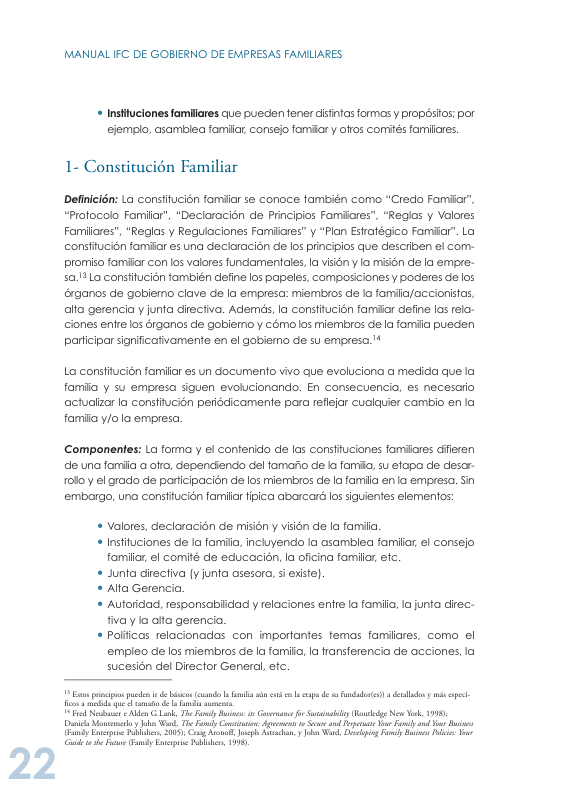 MANUAL IFC DE GOBIERNO DE EMPRESAS FAMILIARES
• Instituciones familiares que pueden tener distintas formas y propósitos; por
ejemplo, asamblea familiar, consejo familiar y otros comités familiares.
1- Constitución Familiar
Definición: La constitución familiar se conoce también como “Credo Familiar”,
“Protocolo Familiar”, “Declaración de Principios Familiares”, “Reglas y Valores
Familiares”, “Reglas y Regulaciones Familiares” y “Plan Estratégico Familiar”. La
constitución familiar es una declaración de los principios que describen el com-
promiso familiar con los valores fundamentales, la visión y la misión de la empre-
sa.13 La constitución también define los papeles, composiciones y poderes de los
órganos de gobierno clave de la empresa: miembros de la familia/accionistas,
alta gerencia y junta directiva. Además, la constitución familiar define las rela-
ciones entre los órganos de gobierno y cómo los miembros de la familia pueden
participar significativamente en el gobierno de su empresa.14
La constitución familiar es un documento vivo que evoluciona a medida que la
familia y su empresa siguen evolucionando. En consecuencia, es necesario
actualizar la constitución periódicamente para reflejar cualquier cambio en la
familia y/o la empresa.
Componentes: La forma y el contenido de las constituciones familiares difieren
de una familia a otra, dependiendo del tamaño de la familia, su etapa de desar-
rollo y el grado de participación de los miembros de la familia en la empresa. Sin
embargo, una constitución familiar típica abarcará los siguientes elementos:
• Valores, declaración de misión y visión de la familia.
• Instituciones de la familia, incluyendo la asamblea familiar, el consejo
familiar, el comité de educación, la oficina familiar, etc.
• Junta directiva (y junta asesora, si existe).
• Alta Gerencia.
• Autoridad, responsabilidad y relaciones entre la familia, la junta direc-
tiva y la alta gerencia.
• Políticas relacionadas con importantes temas familiares, como el
empleo de los miembros de la familia, la transferencia de acciones, la
sucesión del Director General, etc.
13 Estos principios pueden ir de básicos (cuando la familia aún está en la etapa de su fundador(es)) a detallados y más especí-
ficos a medida que el tamaño de la familia aumenta.
14 Fred Neubauer e Alden G.Lank, The Family Business: its Governance for Sustainability (Routledge New York, 1998);
Daniela Montemerlo y John Ward, The Family Constitution: Agreements to Secure and Perpetuate Your Family and Your Business
(Family Enterprise Publishers, 2005); Craig Aronoff, Joseph Astrachan, y John Ward, Developing Family Business Policies: Your
Guide to the Future (Family Enterprise Publishers, 1998).
22